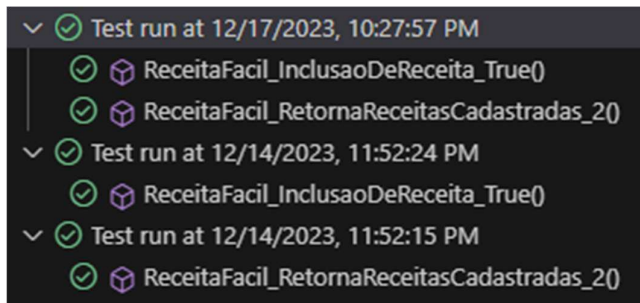 Test run at 12/17/2023, 10:27:57 PM
ReceitaFacil_InclusaoDeReceita_True()
ReceitaFacil_RetornaReceitasCadastradas_2()
Test run at 12/14/2023, 11:52:24 PM
ReceitaFacil_InclusaoDeReceita_True()
Test run at 12/14/2023, 11:52:15 PM
ReceitaFacil_RetornaReceitasCadastradas_2()